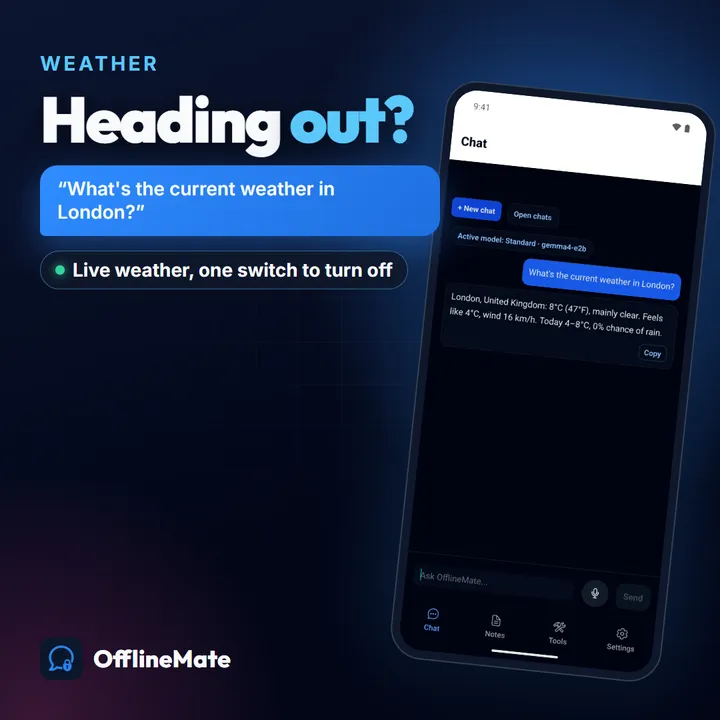 WEATHER
Heading out?
“What's the current weather in
London?”
Live weather, one switch to turn off
9:41
Chat
+ New chat
Open chats
Active model: Standard · gemma4-e2b
What's the current weather in London?
London, United Kingdom: 8°C (47°F), mainly clear. Feels
like 4°C, wind 16 km/h. Today 4–8°C, 0% chance of rain.
Copy
Ask OfflineMate...
Send
Chat
Notes
Tools
Settings
OfflineMate